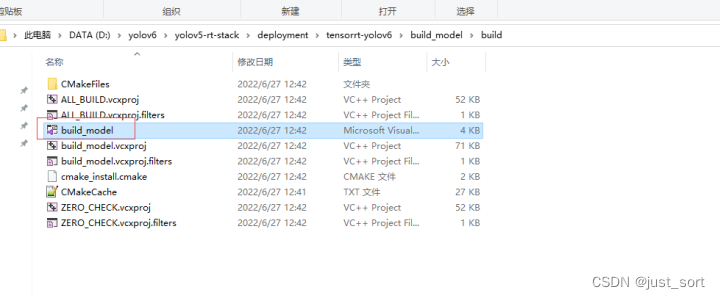 剪贴板 组织 新建 打开 选择
此电脑 > DATA (D:) > yolov6 > yolov5-rt-stack > deployment > tensorrt-yolov6 > build_model > build
名称 修改日期 类型 大小
CMakeFiles 2022/6/27 12:42 文件夹
ALL_BUILD.vcxproj 2022/6/27 12:42 VC++ Project 52 KB
ALL_BUILD.vcxproj.filters 2022/6/27 12:42 VC++ Project Fil... 1 KB
build_model 2022/6/27 12:42 Microsoft Visual... 4 KB
build_model.vcxproj 2022/6/27 12:42 VC++ Project 71 KB
build_model.vcxproj.filters 2022/6/27 12:42 VC++ Project Fil... 1 KB
cmake_install.cmake 2022/6/27 12:42 CMAKE 文件 2 KB
CMakeCache 2022/6/27 12:41 TXT 文件 27 KB
ZERO_CHECK.vcxproj 2022/6/27 12:42 VC++ Project 52 KB
ZERO_CHECK.vcxproj.filters 2022/6/27 12:42 VC++ Project Fil... 1 KB
CSDN @just_sort